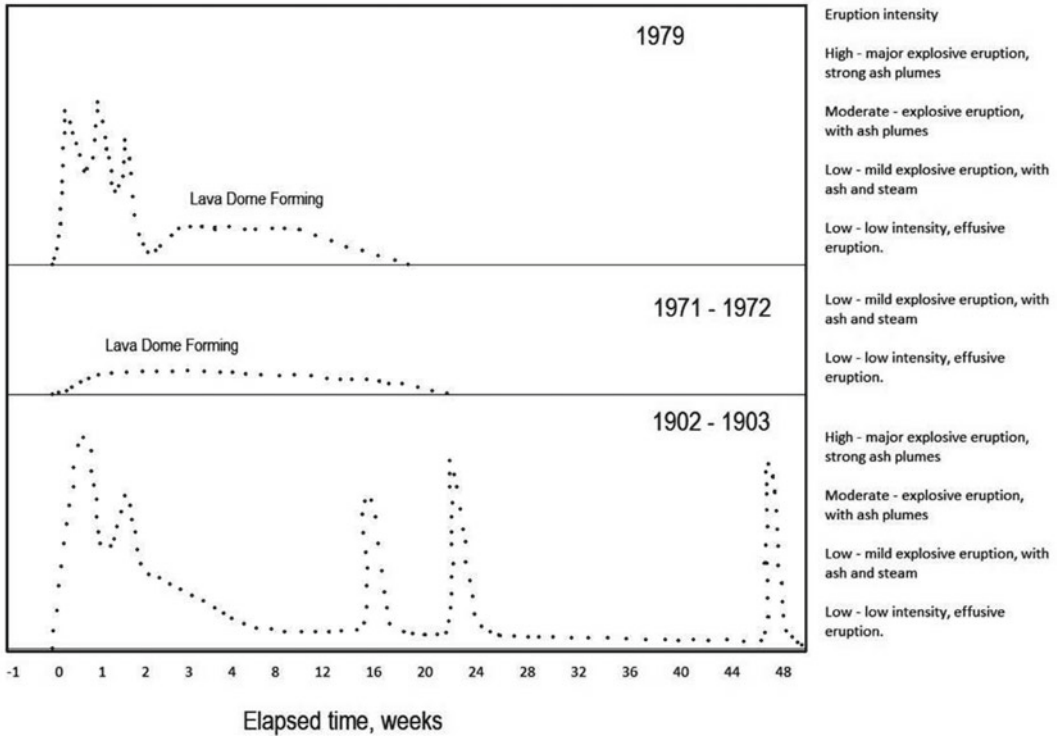 1979
Eruption intensity
High - major explosive eruption,
strong ash plumes
Moderate - explosive eruption,
with ash plumes
Low - mild explosive eruption, with
ash and steam
Low - low intensity, effusive
eruption.
Lava Dome Forming
1971 - 1972
Low - mild explosive eruption, with
ash and steam
Low - low intensity, effusive
eruption.
Lava Dome Forming
1902 - 1903
High - major explosive eruption,
strong ash plumes
Moderate - explosive eruption,
with ash plumes
Low - mild explosive eruption, with
ash and steam
Low - low intensity, effusive
eruption.
-1 0 1 2 3 4 8 12 16 20 24 28 32 36 40 44 48
Elapsed time, weeks